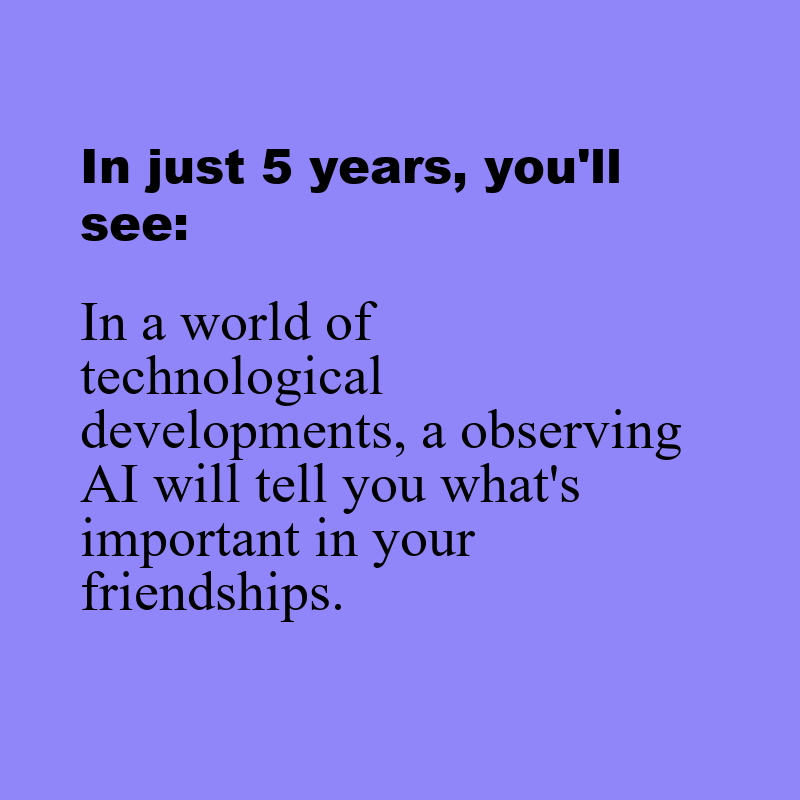 In just 5 years, you'll
see:
In a world of
technological
developments, a observing
AI will tell you what's
important in your
friendships.